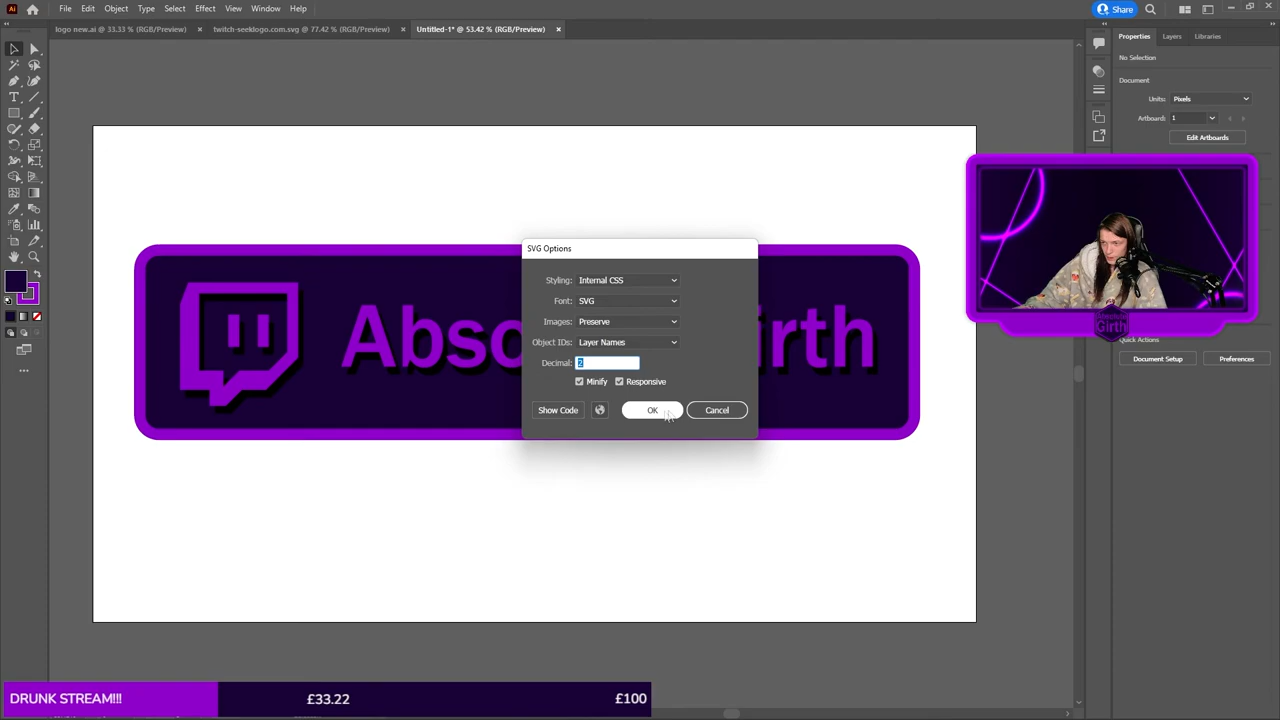 File Edit Object Type Select Effect View Window Help
Share
logo new.ai @ 33.33 % (RGB/Preview) × twitch-seeklogo.com.svg @ 77.42 % (RGB/Preview) × Untitled-1* @ 53.42 % (RGB/Preview) ×
Properties Layers Libraries
No Selection
Document
Units: Pixels
Artboard: 1
Edit Artboards
SVG Options
Styling: Internal CSS
Font: SVG
Images: Preserve
Object IDs: Layer Names
Decimal: 2
Minify Responsive
Show Code OK Cancel
Abso
irth
Girth
Quick Actions
Document Setup Preferences
DRUNK STREAM!!! £33.22 £100